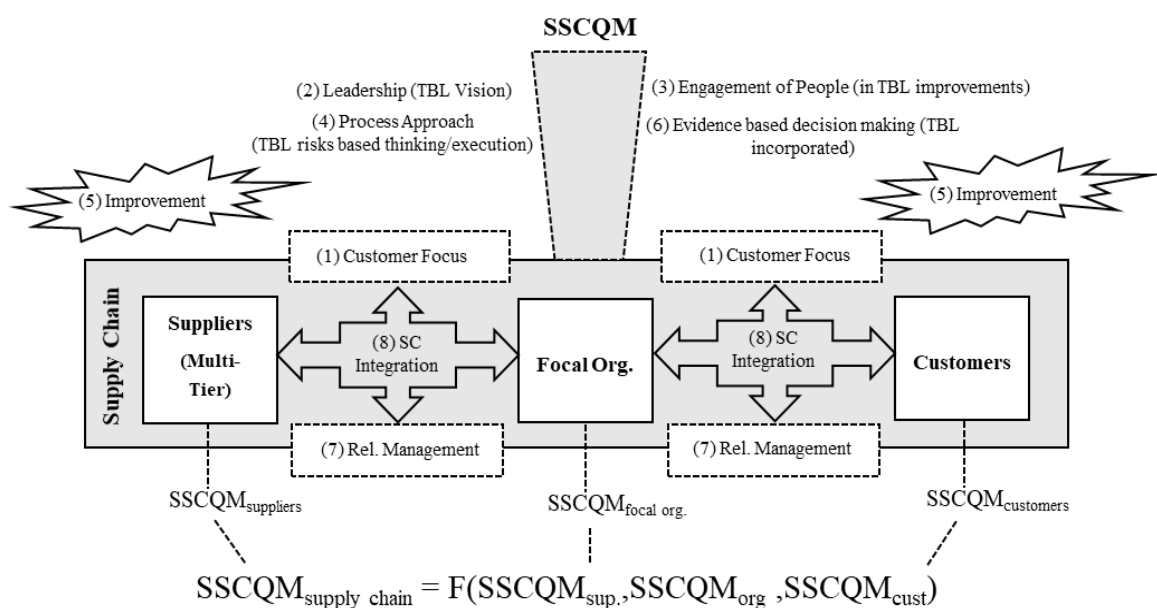 SSCQM
(2) Leadership (TBL Vision)
(3) Engagement of People (in TBL improvements)
(4) Process Approach
(TBL risks based thinking/execution)
(6) Evidence based decision making (TBL
incorporated)
(5) Improvement
(5) Improvement
(1) Customer Focus
(1) Customer Focus
Supply Chain
Suppliers
(Multi-
Tier)
(8) SC
Integration
Focal Org.
(8) SC
Integration
Customers
(7) Rel. Management
(7) Rel. Management
SSCQMsuppliers
SSCQMfocal org.
SSCQMcustomers
SSCQMsupply chain = F(SSCQMsup.,SSCQMorg ,SSCQMcust)